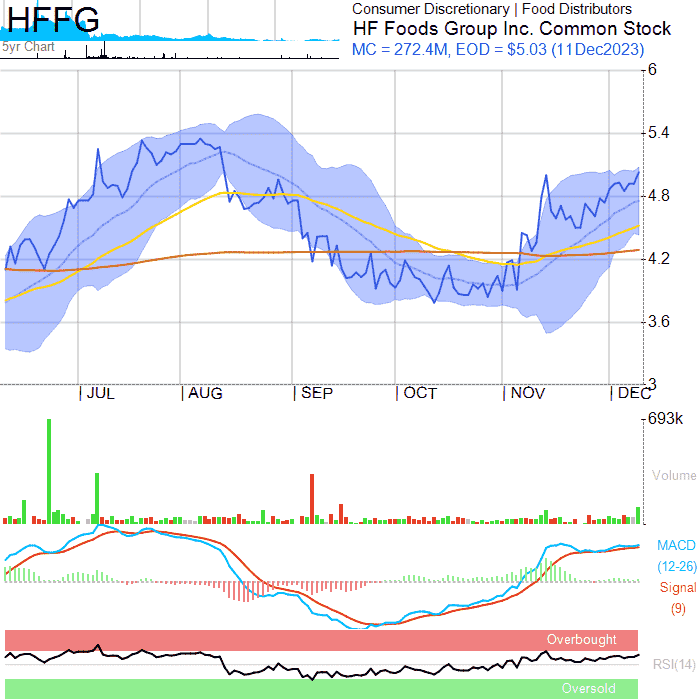 HFFG
5yr Chart
Consumer Discretionary | Food Distributors
HF Foods Group Inc. Common Stock
MC = 272.4M, EOD = $5.03 (11Dec2023)
6
5.4
4.8
4.2
3.6
3
JUL
AUG
SEP
OCT
NOV
DEC
693k
Volume
MACD
(12-26)
Signal
(9)
Overbought
RSI(14)
Oversold